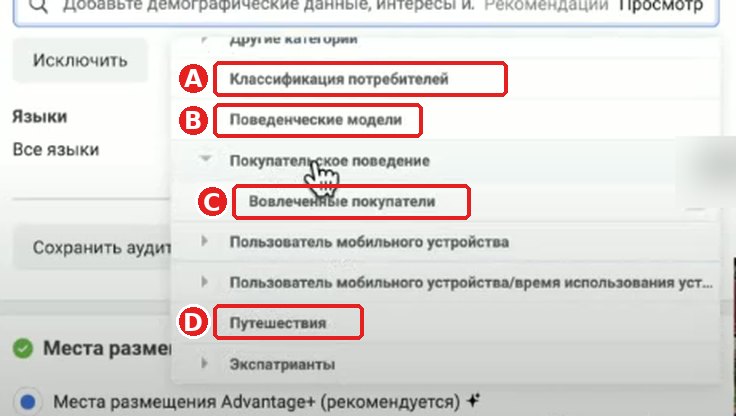 Добавьте демографические данные, интересы и. Рекомендации Просмотр
Исключить
Другие категории
A Классификация потребителей
Языки
B Поведенческие модели
Все языки
Покупательское поведение
C Вовлеченные покупатели
Сохранить аудит
Пользователь мобильного устройства
Пользователь мобильного устройства/время использования уст...
D Путешествия
Места разме
Экспатрианты
Места размещения Advantage+ (рекомендуется)